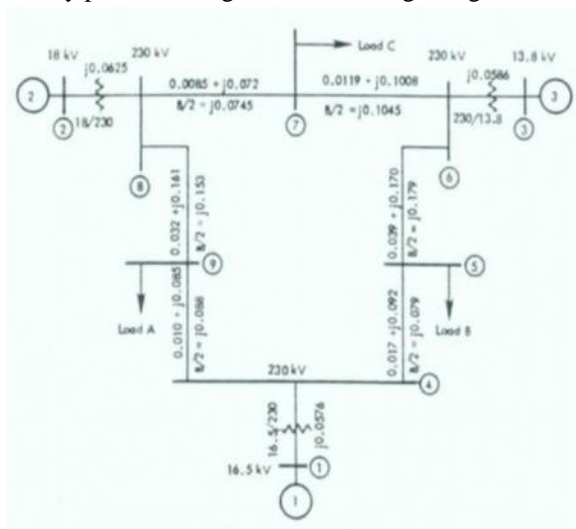 Load C
18 kV
230 kV
230 kV
13.8 kV
j0.0625
0.0085 + j0.072
0.0119 + j0.1008
j0.0586
2
B/2 = j0.0745
B/2 = j0.1045
3
2
18/230
7
230/13.8
3
8
6
0.032 + j0.161
B/2 = j0.153
0.039 + j0.170
B/2 = j0.179
9
5
Load A
0.010 + j0.085
B/2 = j0.088
0.017 + j0.092
B/2 = j0.079
Load B
230 kV
4
16.5/230
j0.0576
16.5 kV
1
1